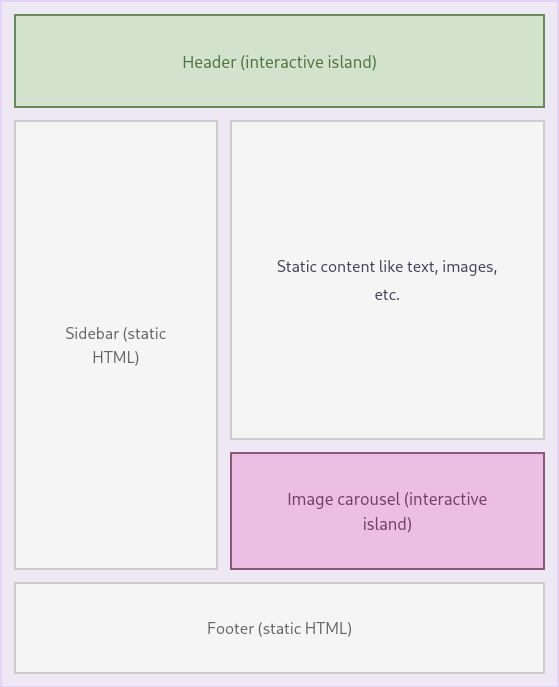 Header (interactive island)
Static content like text, images,
etc.
Sidebar (static
HTML)
Image carousel (interactive
island)
Footer (static HTML)